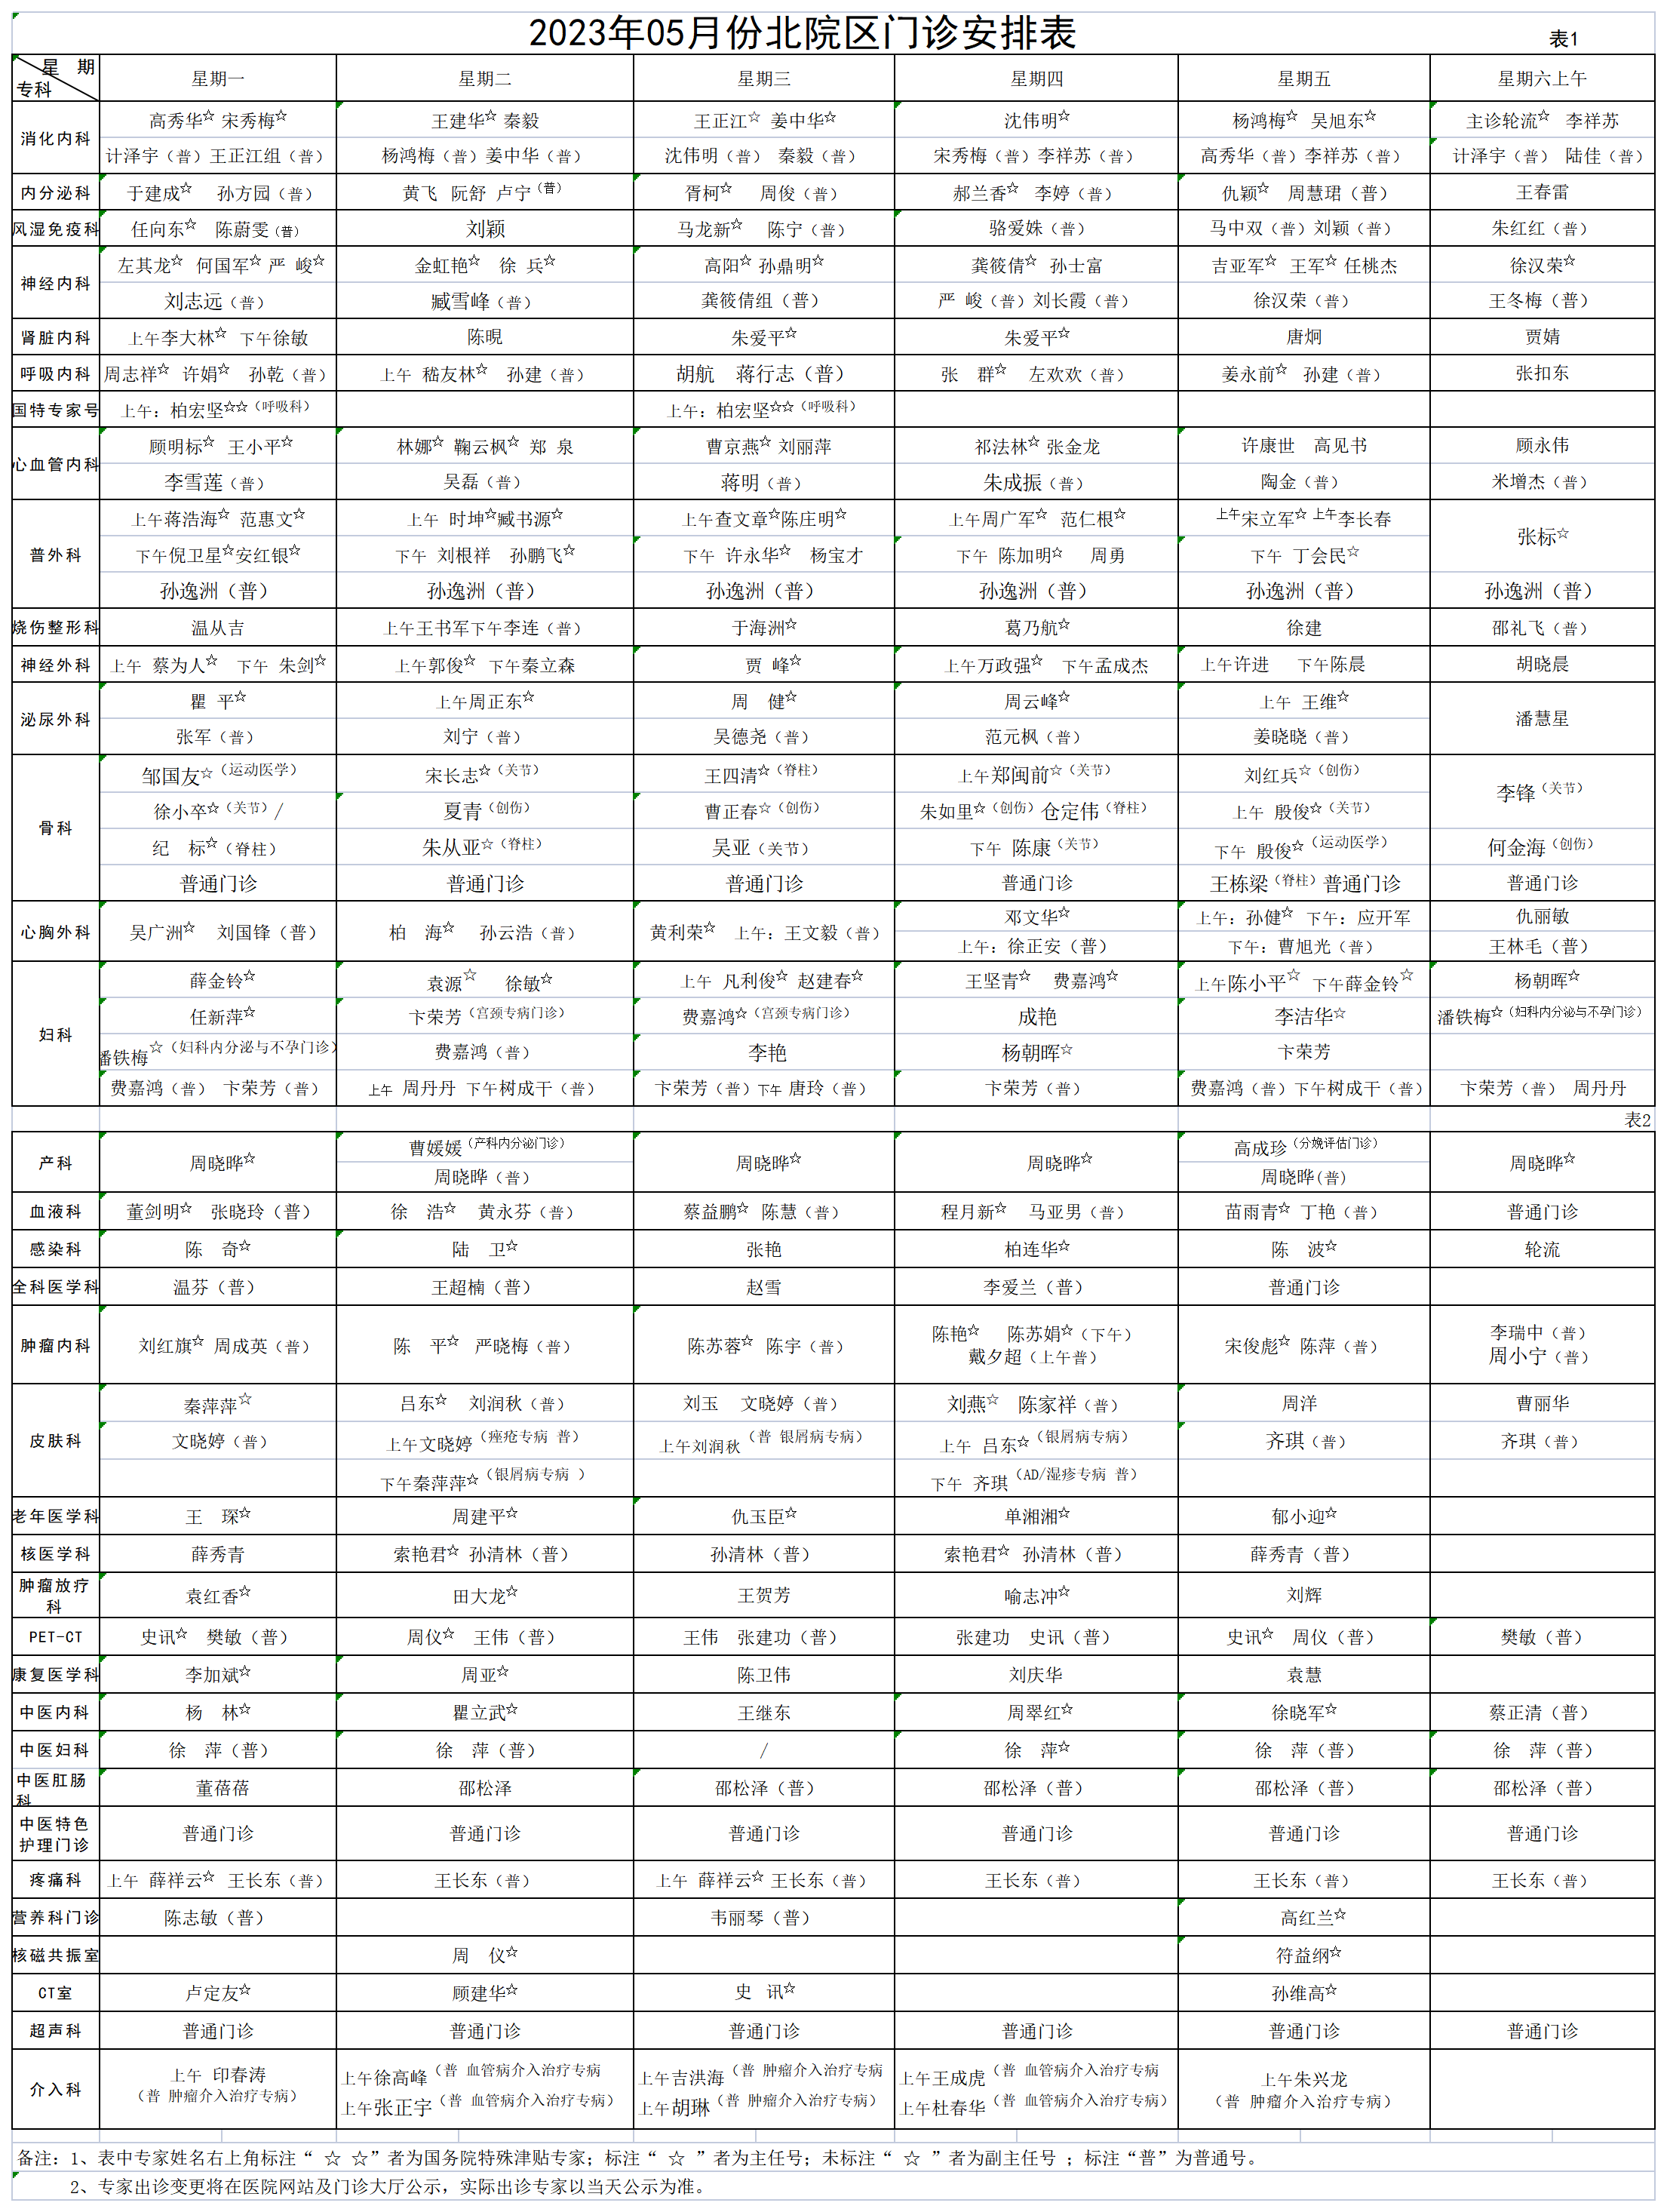 2023年05月份北院区门诊安排表 表1
星 期 专科 星期一 星期二 星期三 星期四 星期五 星期六上午
消化内科 高秀华☆ 宋秀梅☆ 王建华☆ 秦毅 王正江☆ 姜中华☆ 沈伟明☆ 杨鸿梅☆ 吴旭东☆ 主诊轮流☆ 李祥苏
计泽宇（普）王正江组（普） 杨鸿梅（普）姜中华（普） 沈伟明（普） 秦毅（普） 宋秀梅（普）李祥苏（普） 高秀华（普）李祥苏（普） 计泽宇（普） 陆佳（普）
内分泌科 于建成☆ 孙方园（普） 黄飞 阮舒 卢宁（普） 胥柯☆ 周俊（普） 郝兰香☆ 李婷（普） 仇颖☆ 周慧珺（普） 王春雷
风湿免疫科 任向东☆ 陈蔚雯（普） 刘颖 马龙新☆ 陈宁（普） 骆爱姝（普） 马中双（普）刘颖（普） 朱红红（普）
神经内科 左其龙☆ 何国军☆ 严 峻☆ 金虹艳☆ 徐 兵☆ 高阳☆ 孙鼎明☆ 龚筱倩☆ 孙士富 吉亚军☆ 王军☆ 任桃杰 徐汉荣☆
刘志远（普） 臧雪峰（普） 龚筱倩组（普） 严 峻（普）刘长霞（普） 徐汉荣（普） 王冬梅（普）
肾脏内科 上午李大林☆ 下午徐敏 陈晛 朱爱平☆ 朱爱平☆ 唐炯 贾婧
呼吸内科 周志祥☆ 许娟☆ 孙乾（普） 上午 嵇友林☆ 孙建（普） 胡航 蒋行志（普） 张 群☆ 左欢欢（普） 姜永前☆ 孙建（普） 张扣东
国特专家号 上午：柏宏坚☆☆（呼吸科） 上午：柏宏坚☆☆（呼吸科）
心血管内科 顾明标☆ 王小平☆ 林娜☆ 鞠云枫☆ 郑 泉 曹京燕☆ 刘丽萍 祁法林☆ 张金龙 许康世 高见书 顾永伟
李雪莲（普） 吴磊（普） 蒋明（普） 朱成振（普） 陶金（普） 米增杰（普）
普外科 上午蒋浩海☆ 范惠文☆ 上午 时坤☆臧书源☆ 上午查文章☆陈庄明☆ 上午周广军☆ 范仁根☆ 上午宋立军☆ 上午李长春 张标☆
下午倪卫星☆安红银☆ 下午 刘根祥 孙鹏飞☆ 下午 许永华☆ 杨宝才 下午 陈加明☆ 周勇 下午 丁会民☆
孙逸洲（普） 孙逸洲（普） 孙逸洲（普） 孙逸洲（普） 孙逸洲（普） 孙逸洲（普）
烧伤整形科 温从吉 上午王书军下午李连（普） 于海洲☆ 葛乃航☆ 徐建 邵礼飞（普）
神经外科 上午 蔡为人☆ 下午 朱剑☆ 上午郭俊☆ 下午秦立森 贾 峰☆ 上午万政强☆ 下午孟成杰 上午许进 下午陈晨 胡晓晨
泌尿外科 瞿 平☆ 上午周正东☆ 周 健☆ 周云峰☆ 上午 王维☆ 潘慧星
张军（普） 刘宁（普） 吴德尧（普） 范元枫（普） 姜晓晓（普）
骨科 邹国友☆（运动医学） 宋长志☆（关节） 王四清☆（脊柱） 上午郑闽前☆（关节） 刘红兵☆（创伤） 李锋（关节）
徐小卒☆（关节）/ 夏青（创伤） 曹正春☆（创伤） 朱如里☆（创伤）仓定伟（脊柱） 上午 殷俊☆（关节）
纪 标☆（脊柱） 朱从亚☆（脊柱） 吴亚（关节） 下午 陈康（关节） 下午 殷俊☆（运动医学） 何金海（创伤）
普通门诊 普通门诊 普通门诊 普通门诊 王栋梁（脊柱）普通门诊 普通门诊
心胸外科 吴广洲☆ 刘国锋（普） 柏 海☆ 孙云浩（普） 黄利荣☆ 上午：王文毅（普） 邓文华☆ 上午：孙健☆ 下午：应开军 仇丽敏
上午：徐正安（普） 下午：曹旭光（普） 王林毛（普）
妇科 薛金铃☆ 袁源☆ 徐敏☆ 上午 凡利俊☆ 赵建春☆ 王坚青☆ 费嘉鸿☆ 上午陈小平☆ 下午薛金铃☆ 杨朝晖☆
任新萍☆ 卞荣芳（宫颈专病门诊） 费嘉鸿☆（宫颈专病门诊） 成艳 李洁华☆ 潘铁梅☆（妇科内分泌与不孕门诊）
潘铁梅☆（妇科内分泌与不孕门诊） 费嘉鸿（普） 李艳 杨朝晖☆ 卞荣芳
费嘉鸿（普） 卞荣芳（普） 上午 周丹丹 下午树成干（普） 卞荣芳（普）下午 唐玲（普） 卞荣芳（普） 费嘉鸿（普）下午树成干（普） 卞荣芳（普） 周丹丹
表2
产科 周晓晔☆ 曹媛媛（产科内分泌门诊） 周晓晔☆ 周晓晔☆ 高成珍（分娩评估门诊） 周晓晔☆
周晓晔（普） 周晓晔(普）
血液科 董剑明☆ 张晓玲（普） 徐 浩☆ 黄永芬（普） 蔡益鹏☆ 陈慧（普） 程月新☆ 马亚男（普） 苗雨青☆ 丁艳（普） 普通门诊
感染科 陈 奇☆ 陆 卫☆ 张艳 柏连华☆ 陈 波☆ 轮流
全科医学科 温芬（普） 王超楠（普） 赵雪 李爱兰（普） 普通门诊
肿瘤内科 刘红旗☆ 周成英（普） 陈 平☆ 严晓梅（普） 陈苏蓉☆ 陈宇（普） 陈艳☆ 陈苏娟☆（下午） 宋俊彪☆ 陈萍（普） 李瑞中（普）
戴夕超（上午普） 周小宁（普）
皮肤科 秦萍萍☆ 吕东☆ 刘润秋（普） 刘玉 文晓婷（普） 刘燕☆ 陈家祥（普） 周洋 曹丽华
文晓婷（普） 上午文晓婷（痤疮专病 普） 上午刘润秋（普 银屑病专病） 上午 吕东☆（银屑病专病） 齐琪（普） 齐琪（普）
下午秦萍萍☆（银屑病专病 ） 下午 齐琪（AD/湿疹专病 普）
老年医学科 王 琛☆ 周建平☆ 仇玉臣☆ 单湘湘☆ 郁小迎☆
核医学科 薛秀青 索艳君☆ 孙清林（普） 孙清林（普） 索艳君☆ 孙清林（普） 薛秀青（普）
肿瘤放疗科 袁红香☆ 田大龙☆ 王贺芳 喻志冲☆ 刘辉
PET-CT 史讯☆ 樊敏（普） 周仪☆ 王伟（普） 王伟 张建功（普） 张建功 史讯（普） 史讯☆ 周仪（普） 樊敏（普）
康复医学科 李加斌☆ 周亚☆ 陈卫伟 刘庆华 袁慧
中医内科 杨 林☆ 瞿立武☆ 王继东 周翠红☆ 徐晓军☆ 蔡正清（普）
中医妇科 徐 萍（普） 徐 萍（普） / 徐 萍☆ 徐 萍（普） 徐 萍（普）
中医肛肠科 董蓓蓓 邵松泽 邵松泽（普） 邵松泽（普） 邵松泽（普） 邵松泽（普）
中医特色护理门诊 普通门诊 普通门诊 普通门诊 普通门诊 普通门诊 普通门诊
疼痛科 上午 薛祥云☆ 王长东（普） 王长东（普） 上午 薛祥云☆ 王长东（普） 王长东（普） 王长东（普） 王长东（普）
营养科门诊 陈志敏（普） 韦丽琴（普） 高红兰☆
核磁共振室 周 仪☆ 符益纲☆
CT室 卢定友☆ 顾建华☆ 史 讯☆ 孙维高☆
超声科 普通门诊 普通门诊 普通门诊 普通门诊 普通门诊 普通门诊
介入科 上午 印春涛 上午徐高峰（普 血管病介入治疗专病 上午吉洪海（普 肿瘤介入治疗专病 上午王成虎（普 血管病介入治疗专病 上午朱兴龙
（普 肿瘤介入治疗专病） 上午张正宇（普 血管病介入治疗专病） 上午胡琳（普 肿瘤介入治疗专病） 上午杜春华（普 血管病介入治疗专病） （普 肿瘤介入治疗专病）
备注：1、表中专家姓名右上角标注“ ☆ ☆”者为国务院特殊津贴专家；标注“ ☆ ”者为主任号；未标注“ ☆ ”者为副主任号 ；标注“普”为普通号。
2、专家出诊变更将在医院网站及门诊大厅公示，实际出诊专家以当天公示为准。